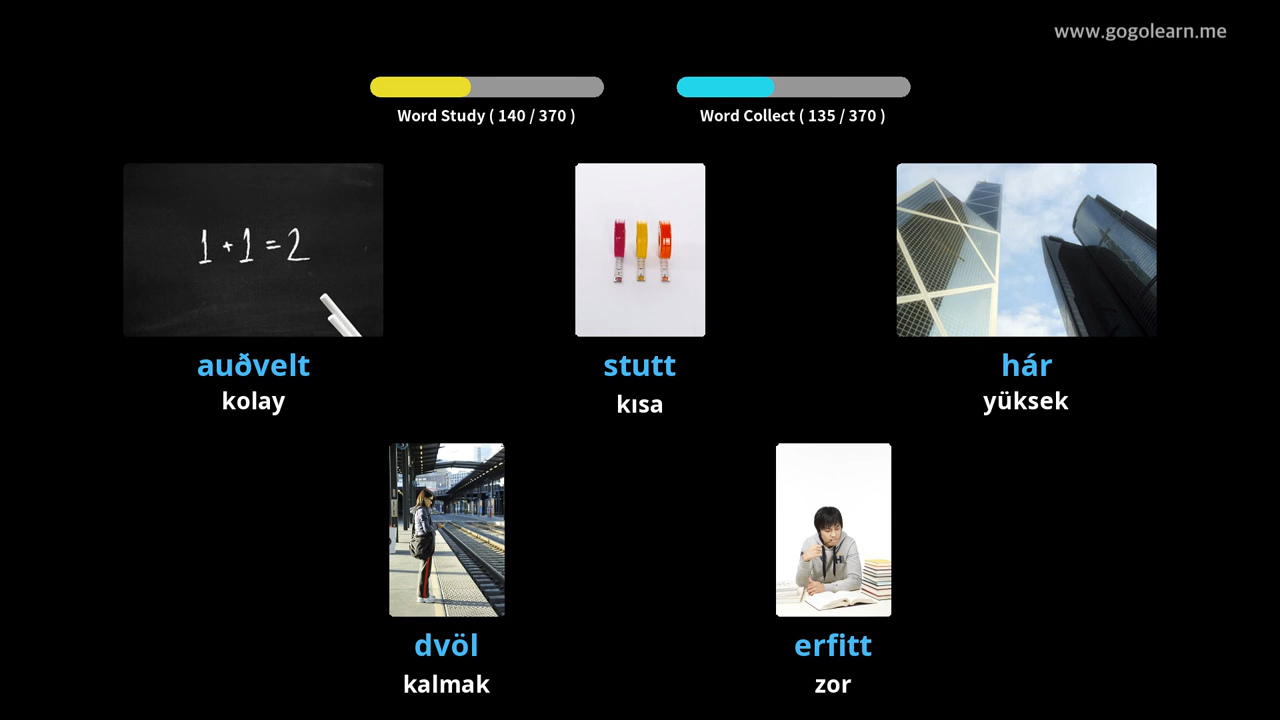 www.gogolearn.me
Word Study ( 140 / 370 )
Word Collect ( 135 / 370 )
1 + 1 = 2
auðvelt
kolay
stutt
kısa
hár
yüksek
dvöl
kalmak
erfitt
zor